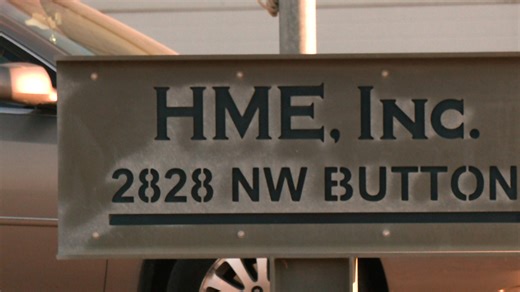 HME, INC.
2828 NW BUTTON